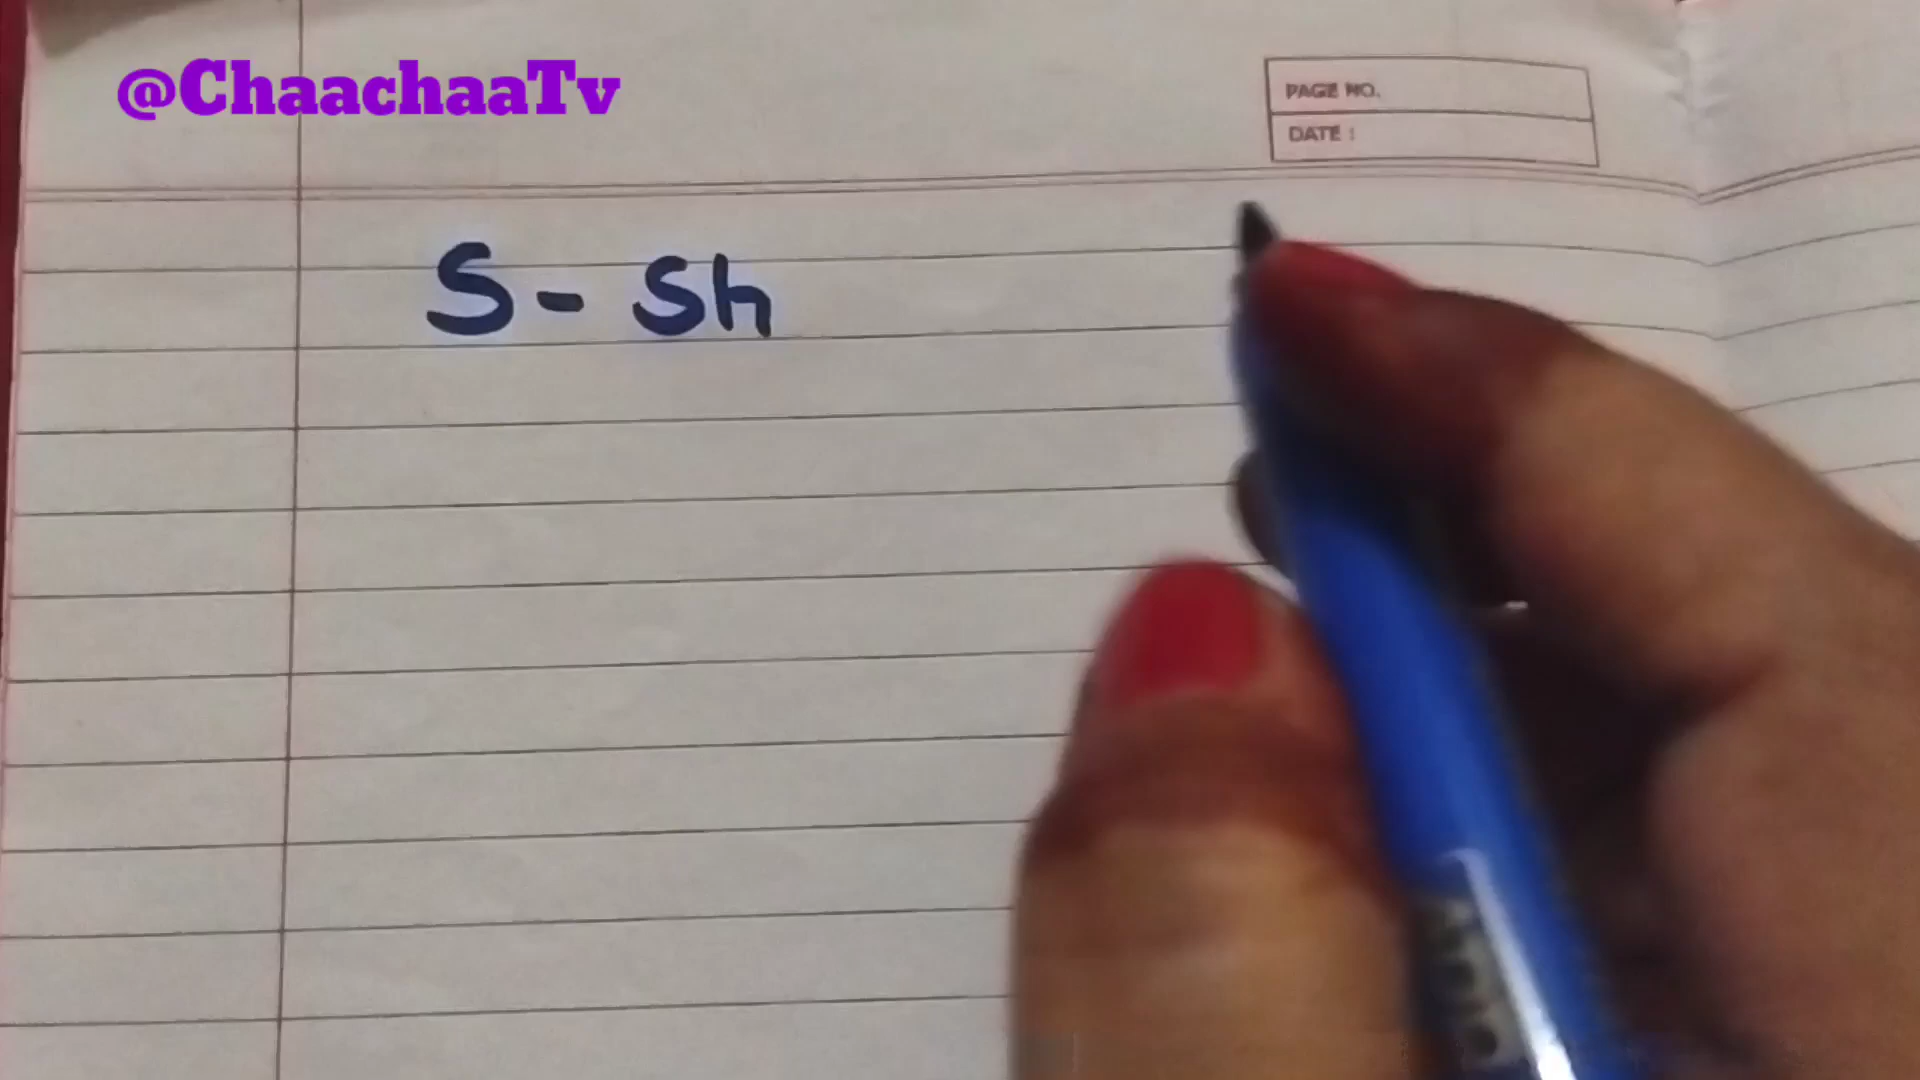 @ChaachaaTv
PAGE NO.
DATE :
S - Sh